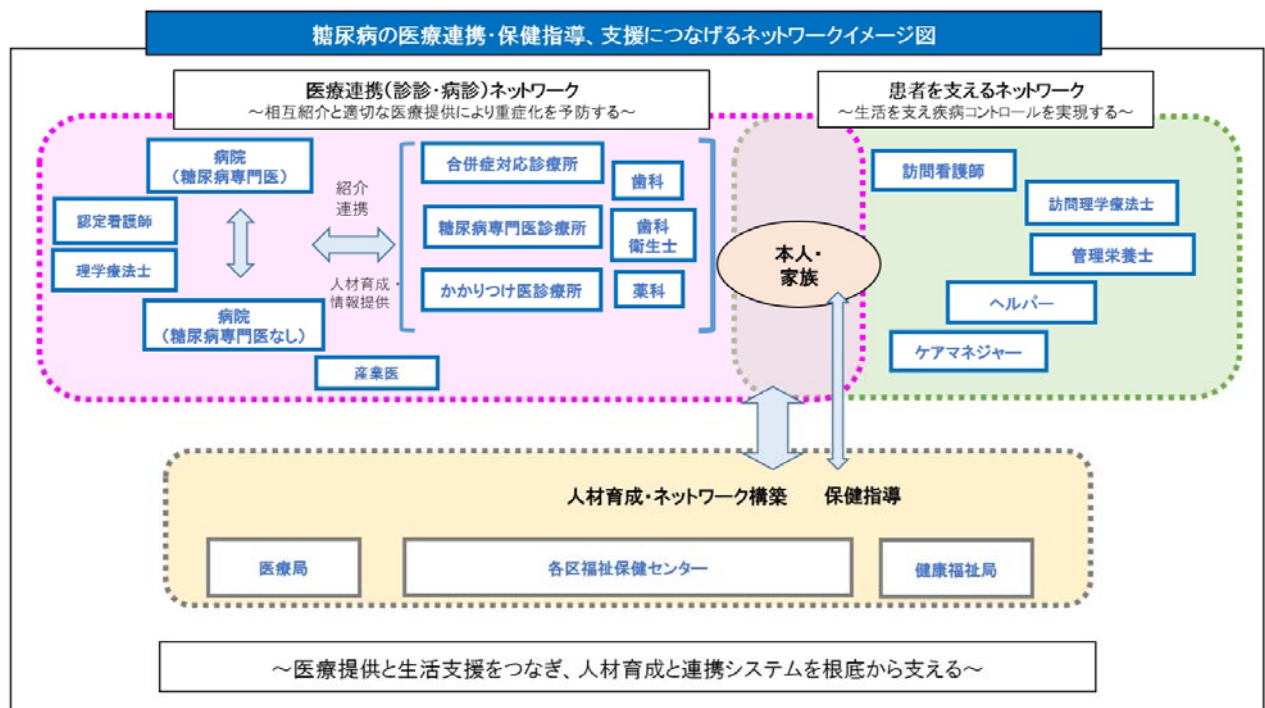 糖尿病の医療連携・保健指導、支援につなげるネットワークイメージ図
医療連携(診診・病診)ネットワーク
～相互紹介と適切な医療提供により重症化を予防する～
患者を支えるネットワーク
～生活を支え疾病コントロールを実現する～
病院
(糖尿病専門医)
認定看護師
理学療法士
病院
(糖尿病専門医なし)
産業医
紹介
連携
人材育成・
情報提供
合併症対応診療所
糖尿病専門医診療所
かかりつけ医診療所
歯科
歯科
衛生士
薬科
本人・
家族
訪問看護師
訪問理学療法士
管理栄養士
ヘルパー
ケアマネジャー
人材育成・ネットワーク構築
保健指導
医療局
各区福祉保健センター
健康福祉局
～医療提供と生活支援をつなぎ、人材育成と連携システムを根底から支える～